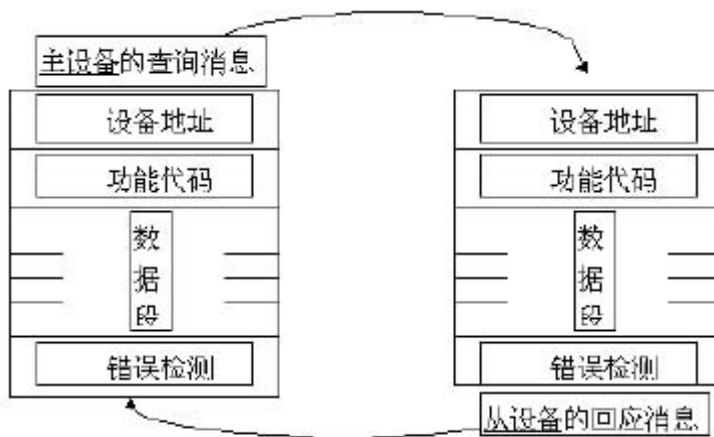 主设备的查询消息
设备地址
功能代码
数
据
段
错误检测
设备地址
功能代码
数
据
段
错误检测
从设备的回应消息